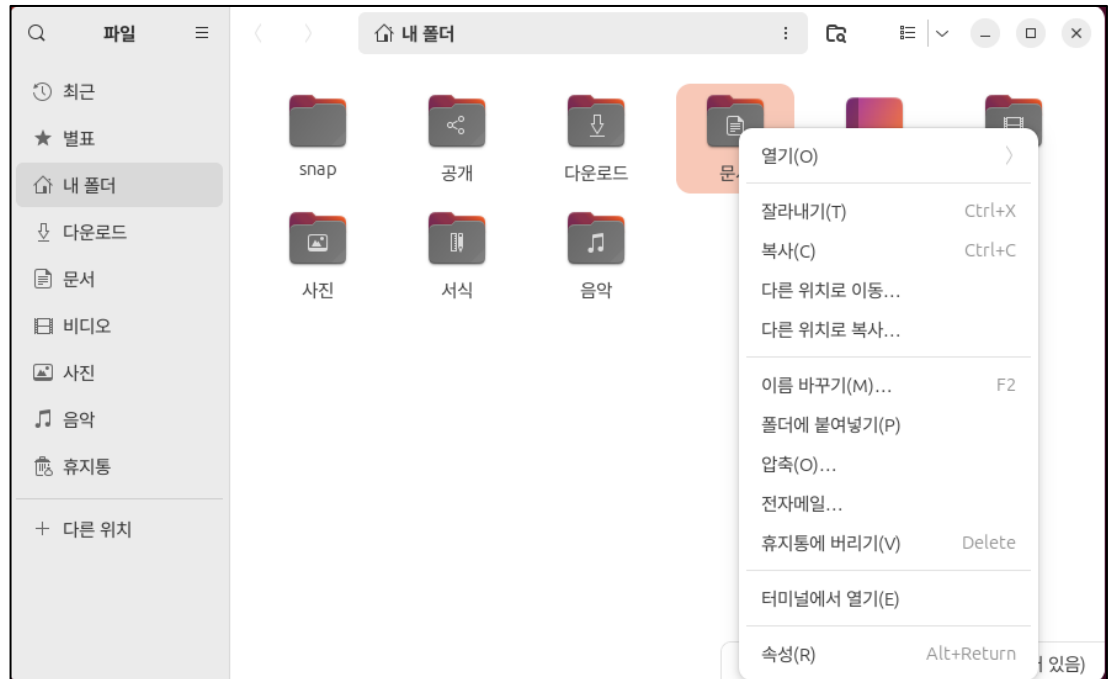 파일
내 폴더
최근
별표
내 폴더
다운로드
문서
비디오
사진
음악
휴지통
다른 위치
snap
공개
다운로드
사진
서식
음악
열기(O)
잘라내기(T) Ctrl+X
복사(C) Ctrl+C
다른 위치로 이동...
다른 위치로 복사...
이름 바꾸기(M)... F2
폴더에 붙여넣기(P)
압축(O)...
전자메일...
휴지통에 버리기(V) Delete
터미널에서 열기(E)
속성(R) Alt+Return
있음)